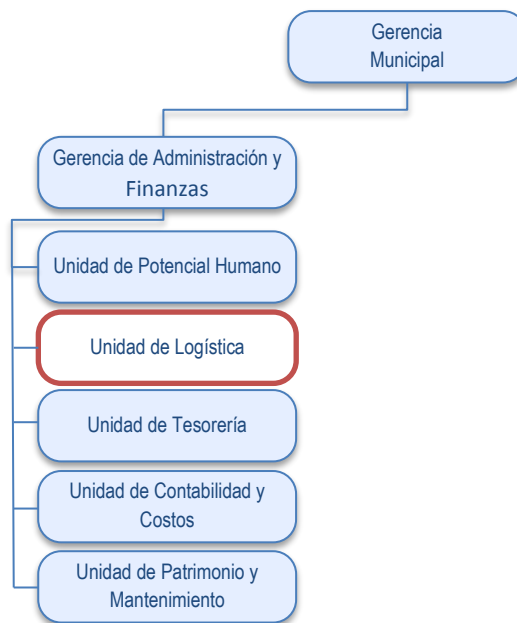 Gerencia
Municipal
Gerencia de Administración y
Finanzas
Unidad de Potencial Humano
Unidad de Logística
Unidad de Tesorería
Unidad de Contabilidad y
Costos
Unidad de Patrimonio y
Mantenimiento